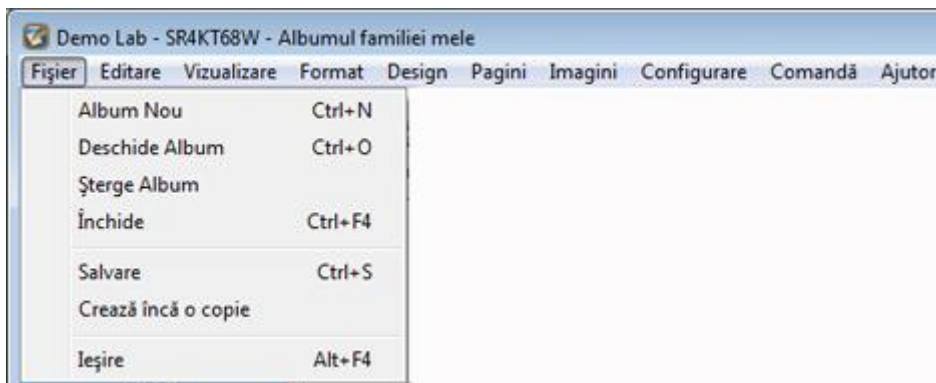 Demo Lab - SR4KT68W - Albumul familiei mele
Fişier Editare Vizualizare Format Design Pagini Imagini Configurare Comandă Ajutor
Album Nou Ctrl+N
Deschide Album Ctrl+O
Şterge Album
Închide Ctrl+F4
Salvare Ctrl+S
Crează încă o copie
Ieşire Alt+F4